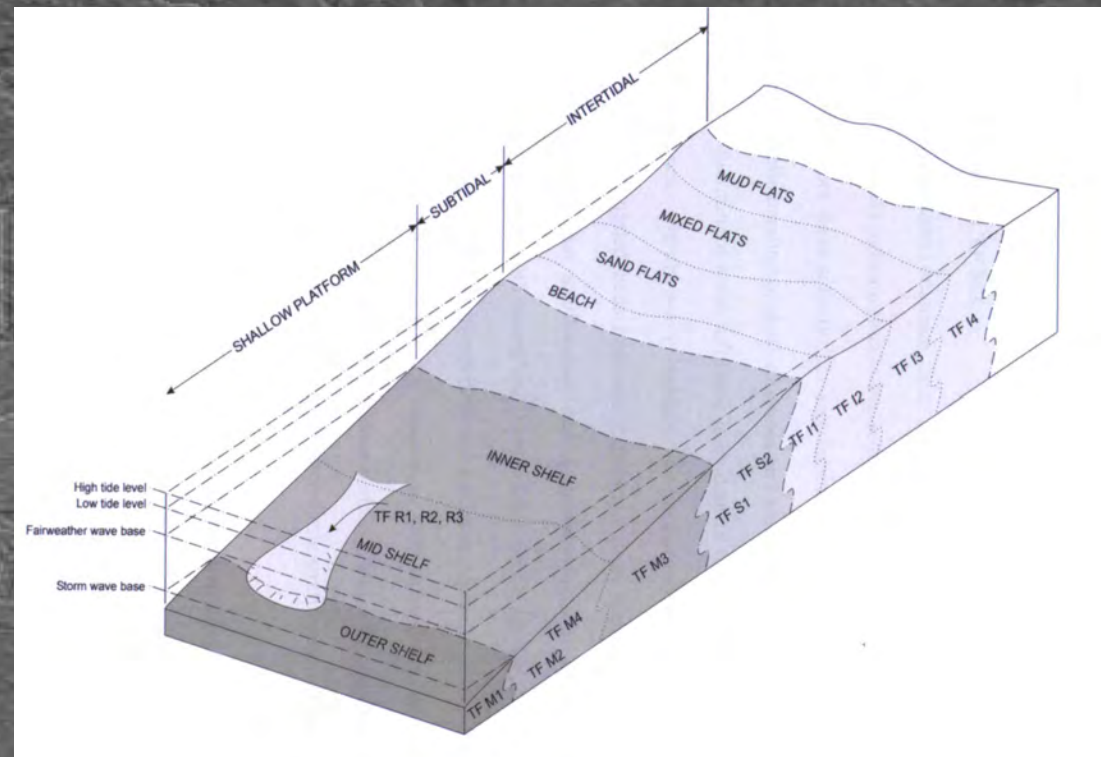 INTERTIDAL
SUBTIDAL
SHALLOW PLATFORM
MUD FLATS
MIXED FLATS
SAND FLATS
BEACH
INNER SHELF
TF R1, R2, R3
MID SHELF
OUTER SHELF
High tide level
Low tide level
Fairweather wave base
Storm wave base
TF I4
TF I3
TF I2
TF I1
TF S2
TF S1
TF M3
TF M4
TF M2
TF M1